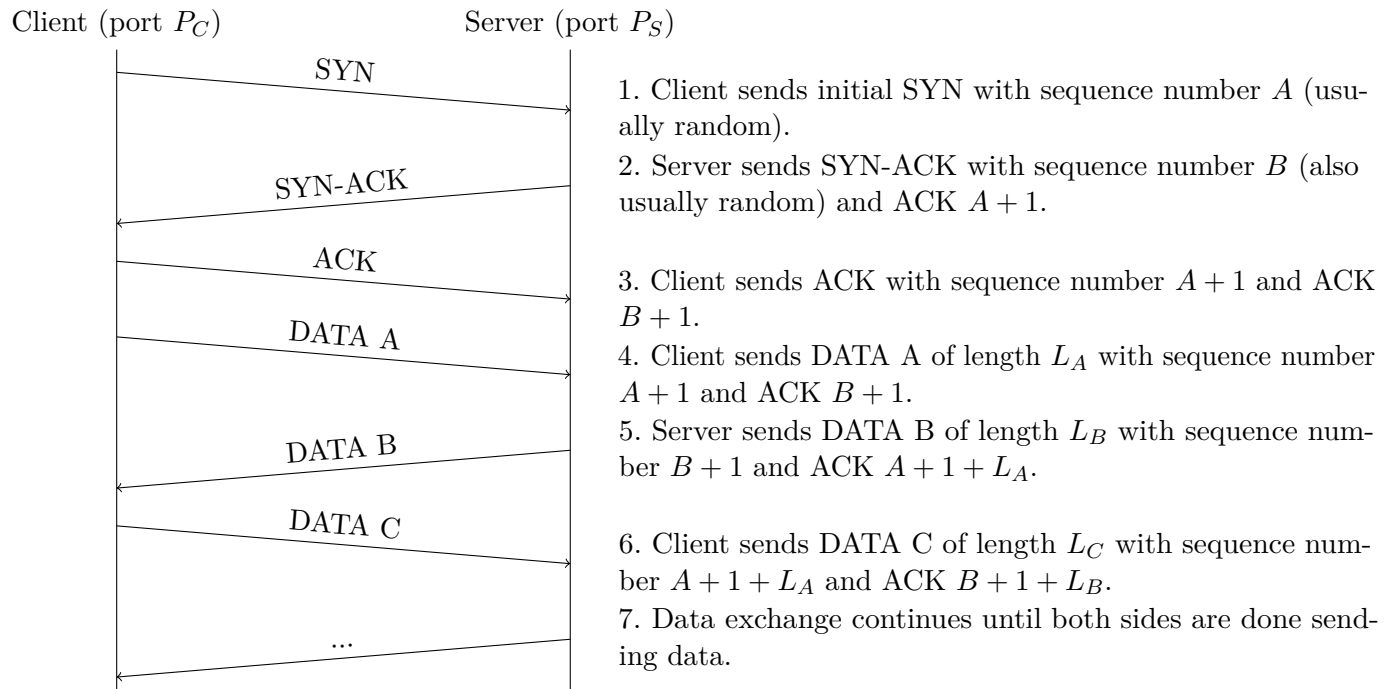 Client (port P_C)
Server (port P_S)
SYN
1. Client sends initial SYN with sequence number A (usu-
ally random).
2. Server sends SYN-ACK with sequence number B (also
usually random) and ACK A + 1.
SYN-ACK
ACK
3. Client sends ACK with sequence number A + 1 and ACK
B + 1.
DATA A
4. Client sends DATA A of length L_A with sequence number
A + 1 and ACK B + 1.
5. Server sends DATA B of length L_B with sequence num-
ber B + 1 and ACK A + 1 + L_A.
DATA B
DATA C
6. Client sends DATA C of length L_C with sequence num-
ber A + 1 + L_A and ACK B + 1 + L_B.
7. Data exchange continues until both sides are done send-
ing data.
...